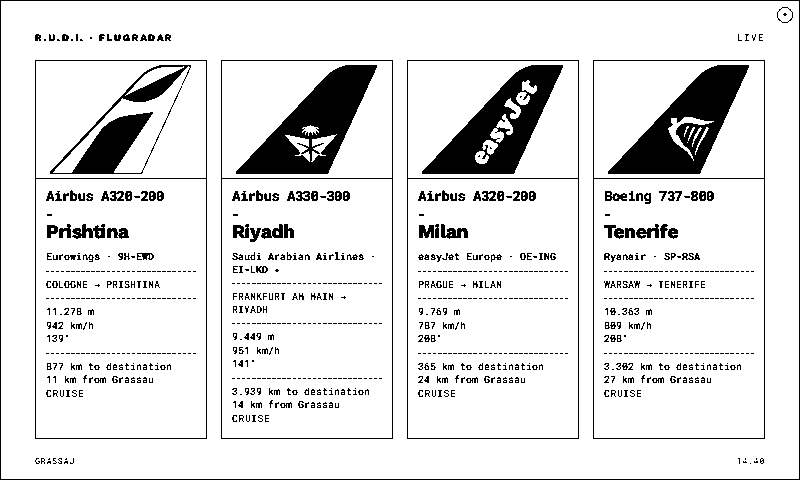 R.U.D.I. · FLUGRADAR
LIVE
easyJet
Airbus A320-200
-
Prishtina
Eurowings · 9H-EWD
COLOGNE → PRISHTINA
11.278 m
942 km/h
139°
877 km to destination
11 km from Grassau
CRUISE
Airbus A330-300
-
Riyadh
Saudi Arabian Airlines ·
EI-LKD ✦
FRANKFURT AM MAIN →
RIYADH
9.449 m
951 km/h
141°
3.939 km to destination
14 km from Grassau
CRUISE
Airbus A320-200
-
Milan
easyJet Europe · OE-ING
PRAGUE → MILAN
9.769 m
787 km/h
208°
365 km to destination
24 km from Grassau
CRUISE
Boeing 737-800
-
Tenerife
Ryanair · SP-RSA
WARSAW → TENERIFE
10.363 m
809 km/h
208°
3.302 km to destination
27 km from Grassau
CRUISE
GRASSAU
14.40